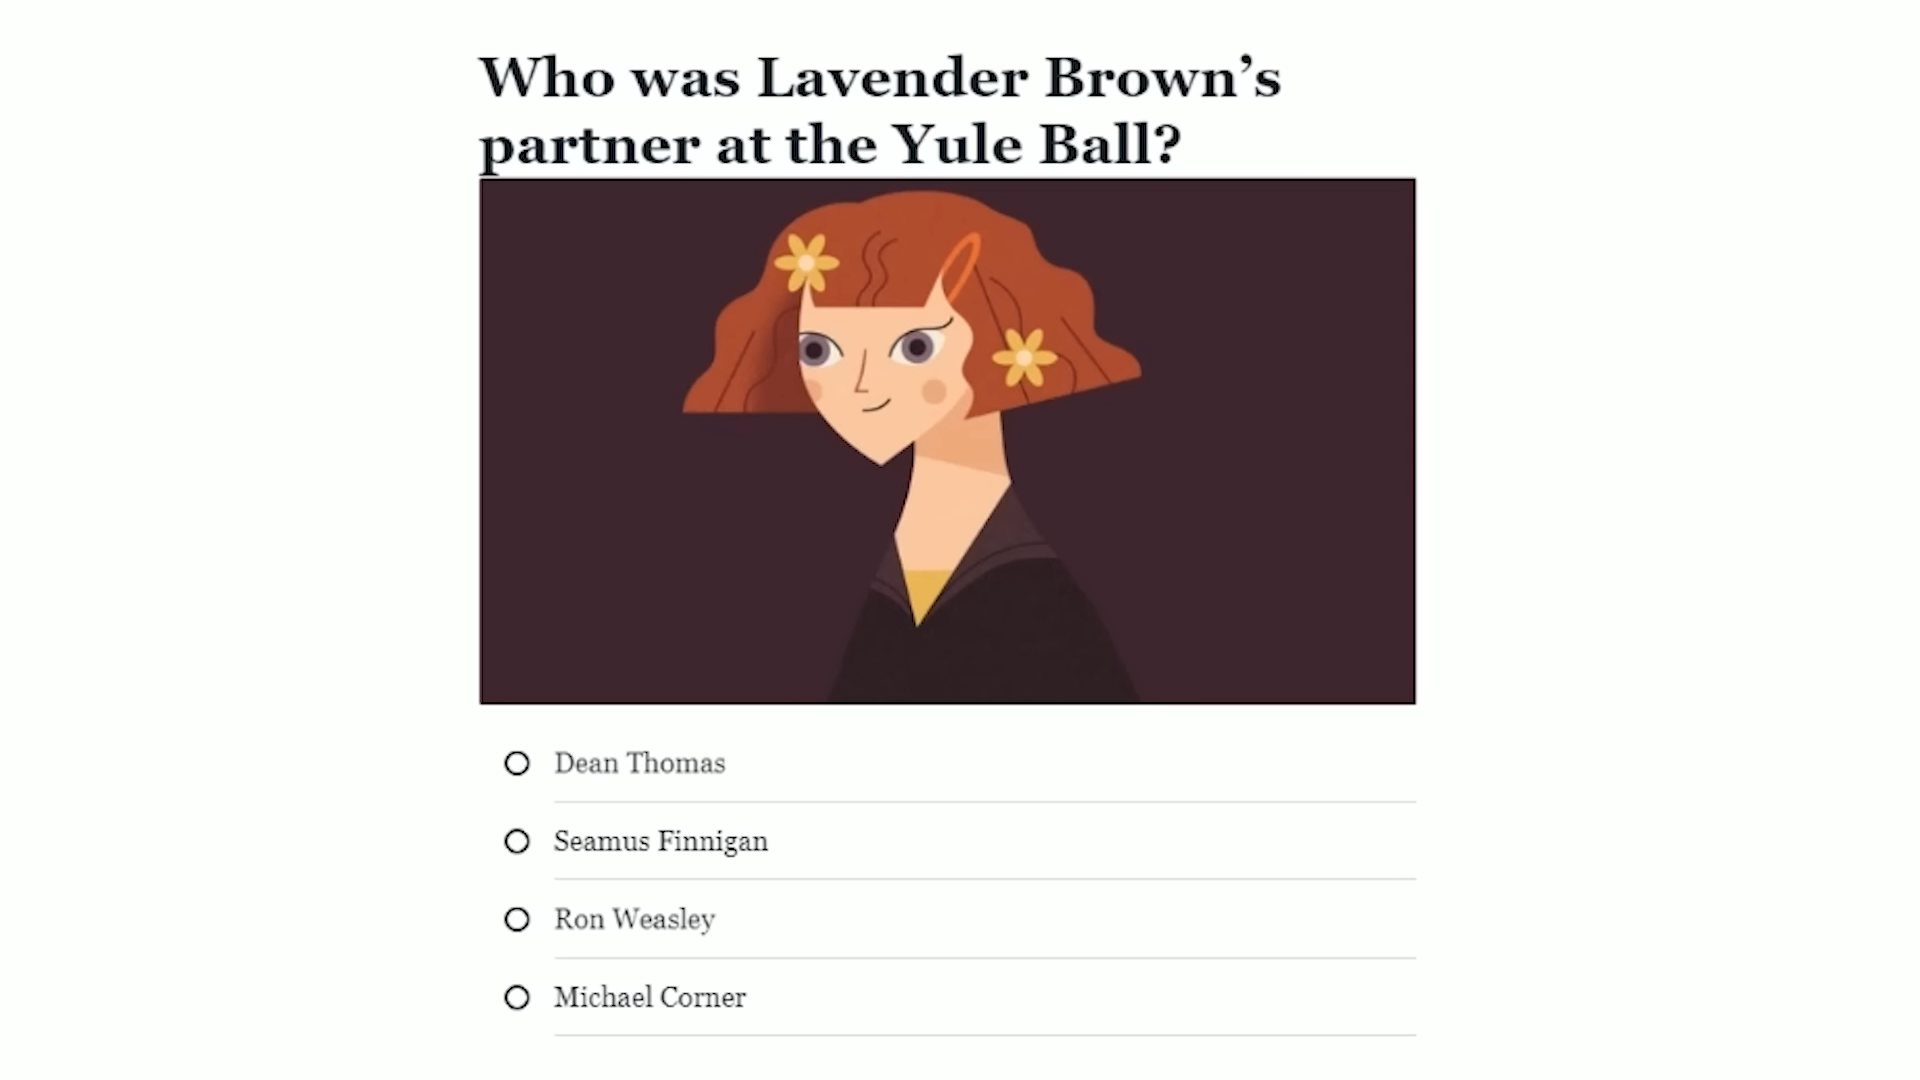 Who was Lavender Brown’s
partner at the Yule Ball?
Dean Thomas
Seamus Finnigan
Ron Weasley
Michael Corner